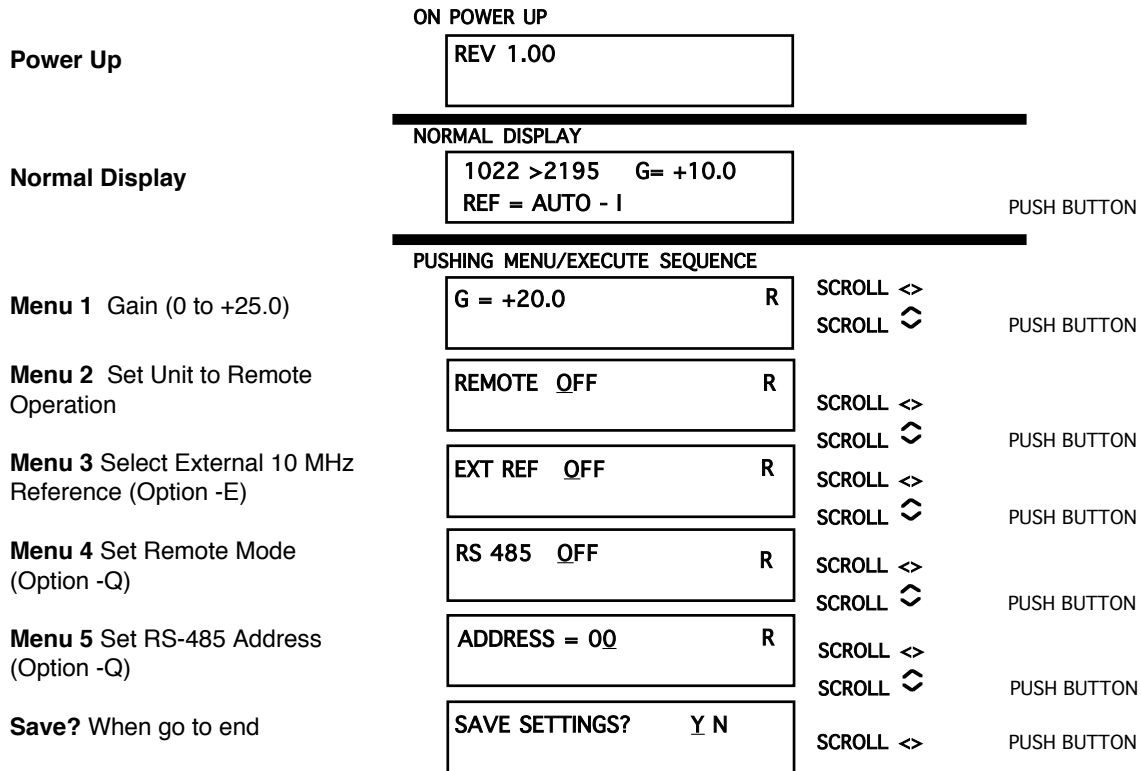 ON POWER UP
Power Up
REV 1.00
NORMAL DISPLAY
Normal Display
1022 >2195 G= +10.0
REF = AUTO - I
PUSH BUTTON
PUSHING MENU/EXECUTE SEQUENCE
Menu 1 Gain (0 to +25.0)
G = +20.0 R
SCROLL <>
SCROLL
PUSH BUTTON
Menu 2 Set Unit to Remote
Operation
REMOTE OFF R
SCROLL <>
SCROLL
PUSH BUTTON
Menu 3 Select External 10 MHz
Reference (Option -E)
EXT REF OFF R
SCROLL <>
SCROLL
PUSH BUTTON
Menu 4 Set Remote Mode
(Option -Q)
RS 485 OFF R
SCROLL <>
SCROLL
PUSH BUTTON
Menu 5 Set RS-485 Address
(Option -Q)
ADDRESS = 00 R
SCROLL <>
SCROLL
PUSH BUTTON
Save? When go to end
SAVE SETTINGS? Y N
SCROLL <>
PUSH BUTTON